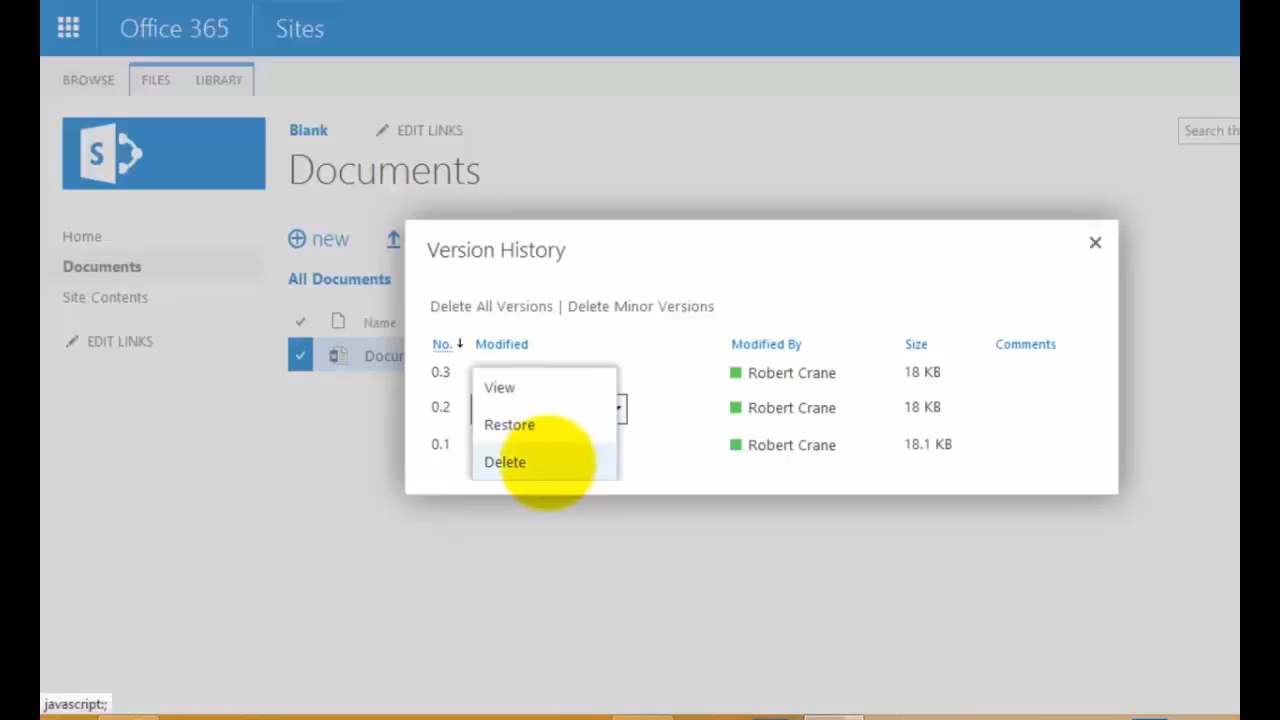 Office 365 Sites
BROWSE FILES LIBRARY
S
Blank EDIT LINKS
Search
Documents
Home
Documents
Site Contents
EDIT LINKS
new
All Documents
Name
Version History
Delete All Versions | Delete Minor Versions
No. Modified Modified By Size Comments
0.3 Robert Crane 18 KB
0.2 Robert Crane 18 KB
0.1 Robert Crane 18.1 KB
View
Restore
Delete
javascript:;